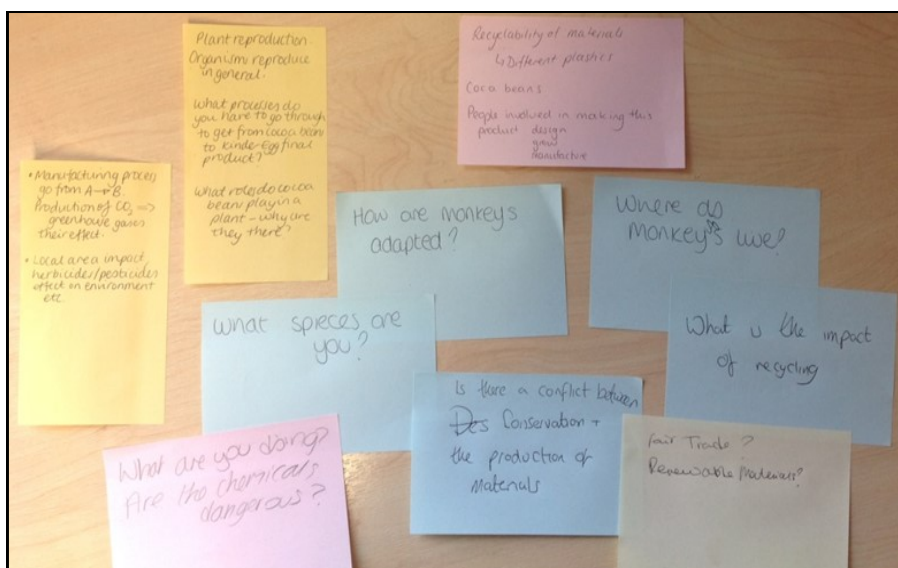 Plant reproduction.
Organism reproduce
in general.
What processes do
you have to go through
to get from cocoa bean
to Kinder Egg final
product?
What roles do cocoa
bean play in a
plant - why are
they there?
Recyclability of materials
↳ Different plastics
Coca beans
People involved in making this
product design
grow
manufacture
• Manufacturing process
go from A → B.
Production of CO₂ =>
greenhouse gases
their effect.
• Local area impact
herbicides/pesticides
effect on environment
etc
How are monkeys
adapted?
Where do
monkeys live?
What spieces are
you?
What is the impact
of recycling
Is there a conflict between
Des Conservation +
the production of
Materials
What are you doing?
Are the chemicals
dangerous?
Fair Trade?
Renewable Materials?